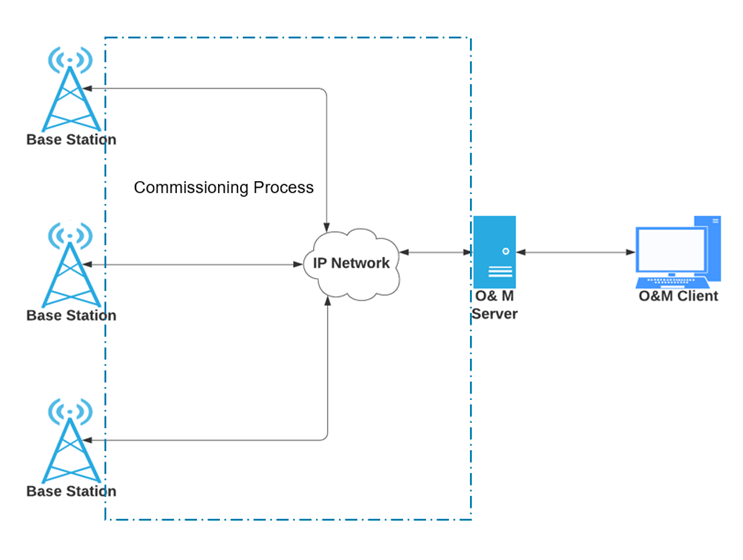 Base Station
Commissioning Process
Base Station
IP Network
O& M
Server
O&M Client
Base Station